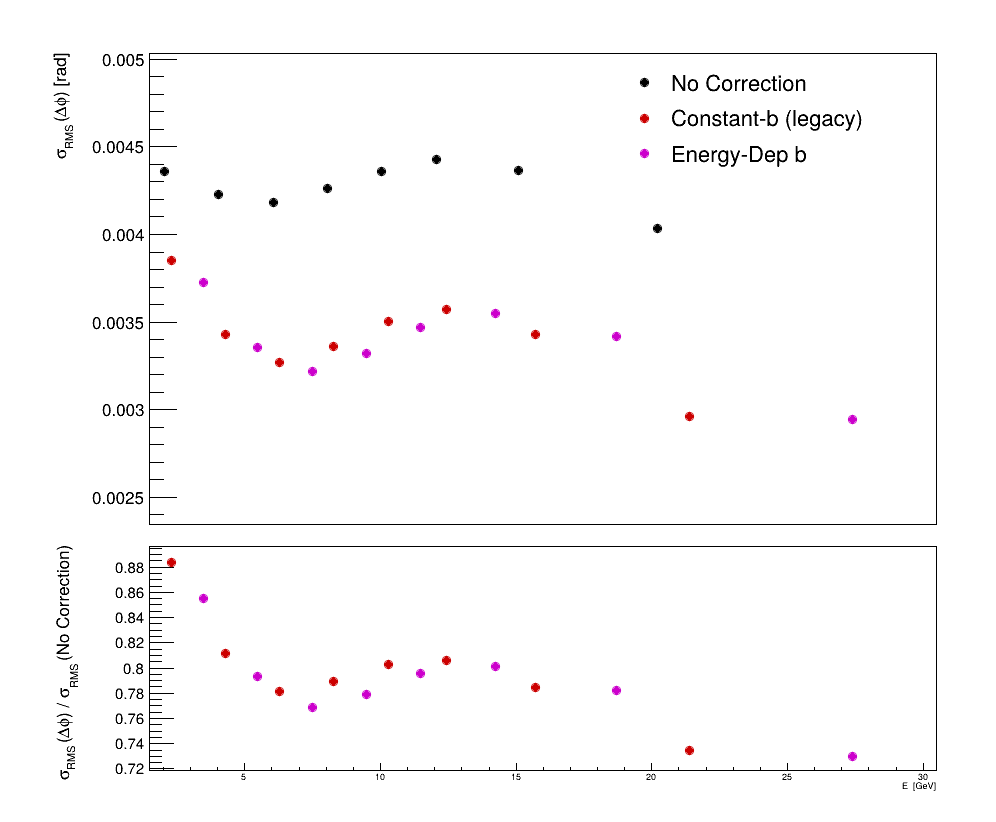 σRMS(Δϕ) [rad]
0.005
0.0045
0.004
0.0035
0.003
0.0025
No Correction
Constant-b (legacy)
Energy-Dep b
σRMS(Δϕ) / σRMS (No Correction)
0.88
0.86
0.84
0.82
0.8
0.78
0.76
0.74
0.72
5 10 15 20 25 30
E [GeV]